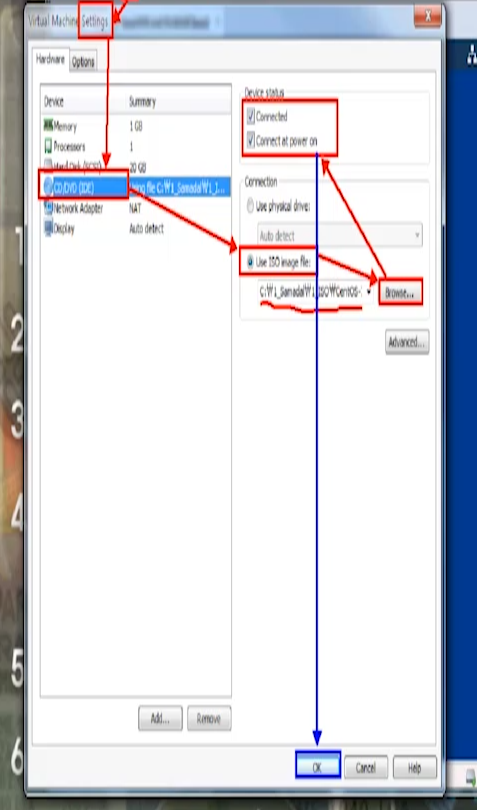 Virtual Machine Settings
Hardware
Options
Device
Summary
Memory
1 GB
Processors
1
Hard Disk (SCSI)
20 GB
CD/DVD (IDE)
Using file C:₩1_Samadal₩1_I...
Network Adapter
NAT
Display
Auto detect
Device status
Connected
Connect at power on
Connection
Use physical drive:
Auto detect
Use ISO image file:
C:₩1_Samadal₩1_ISO₩CentOS-
Browse...
Advanced...
Add...
Remove
OK
Cancel
Help
1
2
3
4
5
6